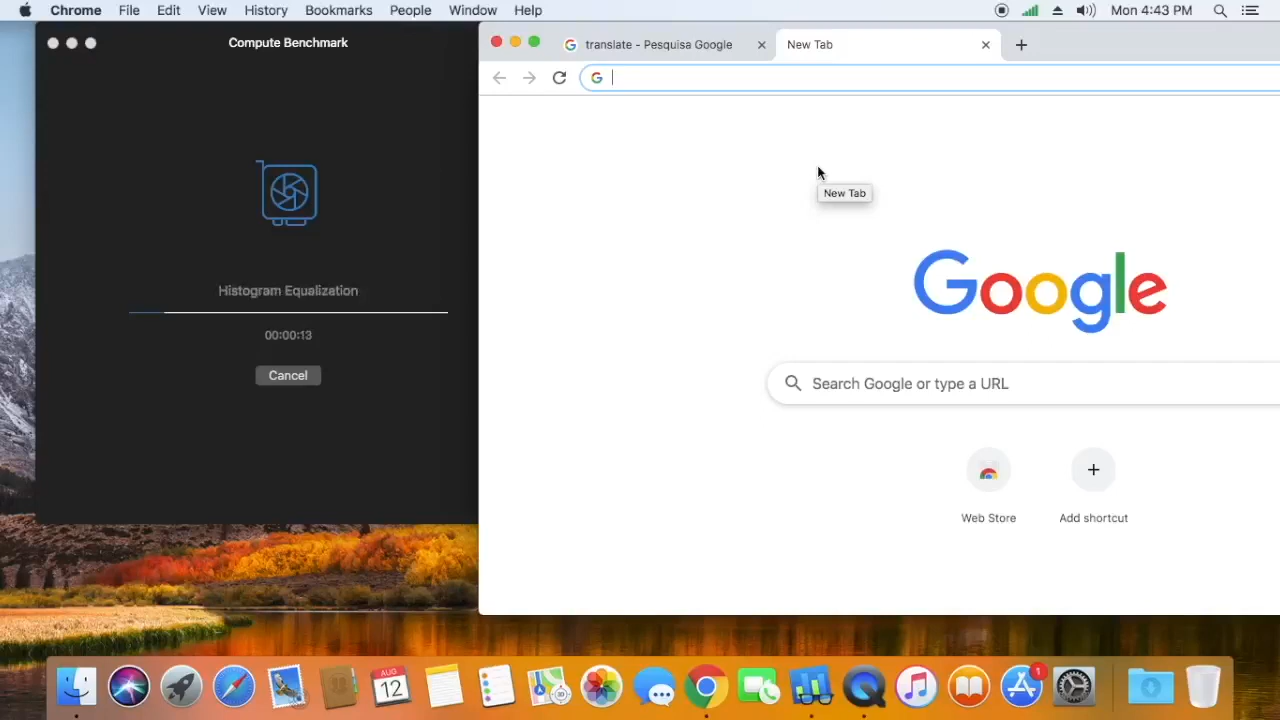 Chrome File Edit View History Bookmarks People Window Help Mon 4:43 PM
Compute Benchmark
Histogram Equalization
00:00:13
Cancel
translate - Pesquisa Google
New Tab
New Tab
Google
Search Google or type a URL
Web Store
Add shortcut
AUG
12
3D
1